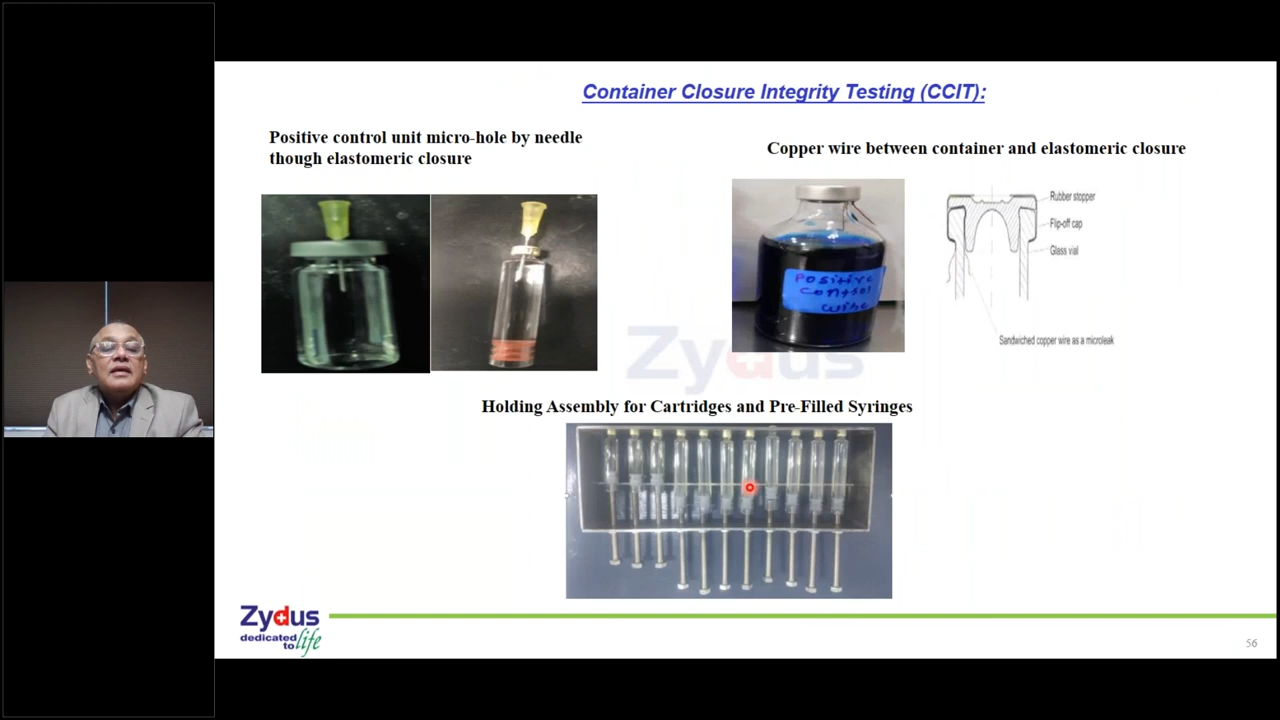 Container Closure Integrity Testing (CCIT):
Positive control unit micro-hole by needle
though elastomeric closure
Copper wire between container and elastomeric closure
Positive
Control
wire
Rubber stopper
Flip-off cap
Glass vial
Sandwiched copper wire as a microleak
Zydus
Holding Assembly for Cartridges and Pre-Filled Syringes
Zydus
dedicated
to life
56